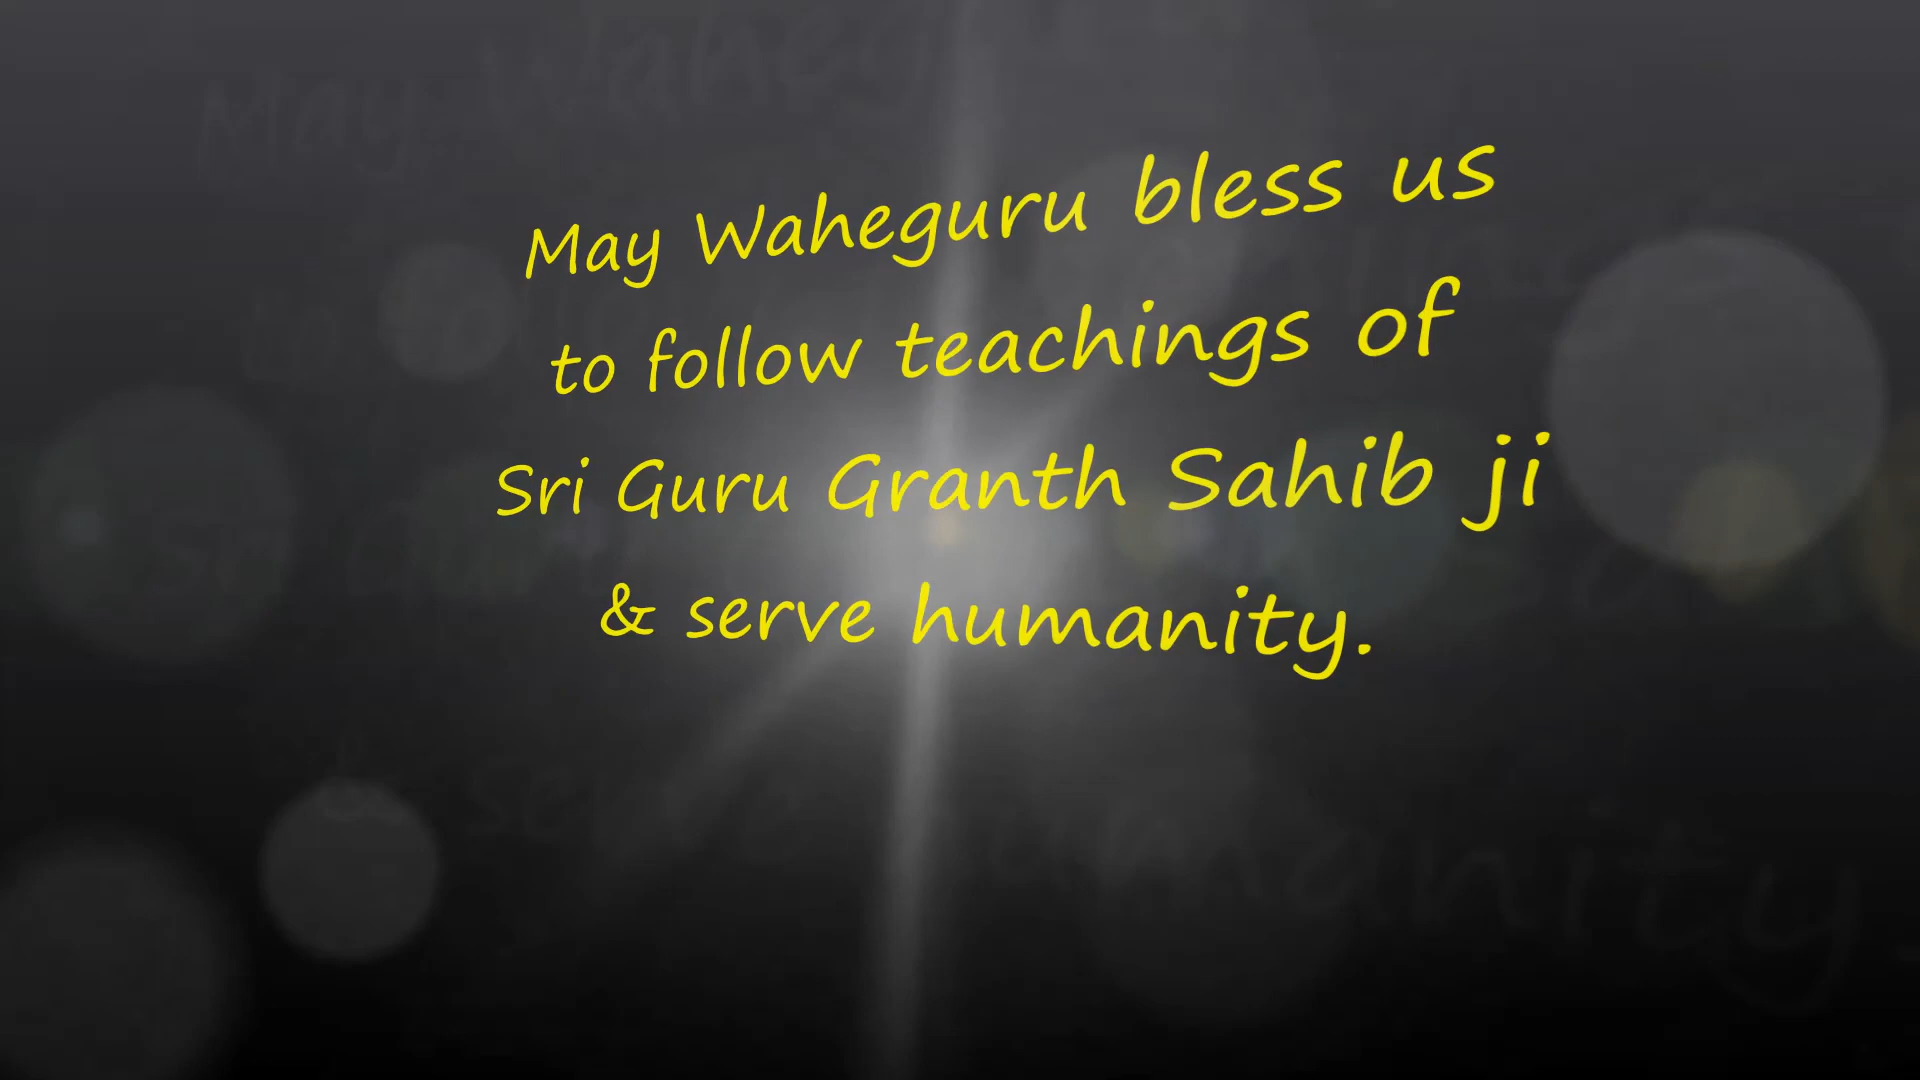 May Waheguru bless us
to follow teachings of
Sri Guru Granth Sahib ji
& serve humanity.